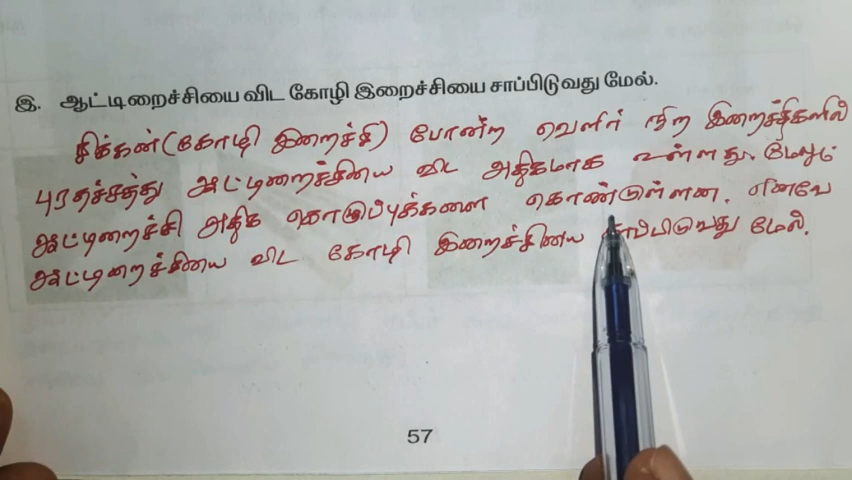 இ. ஆட்டிறைச்சியை விட கோழி இறைச்சியை சாப்பிடுவது மேல்.
சிக்கன் (கோழி இறைச்சி) போன்ற வெளிர் நிற இறைச்சிகளில்
புரதச்சத்து ஆட்டிறைச்சியை விட அதிகமாக உள்ளது. மேலும்
ஆட்டிறைச்சி அதிக கொழுப்புக்களை கொண்டுள்ளன. எனவே
ஆட்டிறைச்சியை விட கோழி இறைச்சியை சாப்பிடுவது மேல்.
57